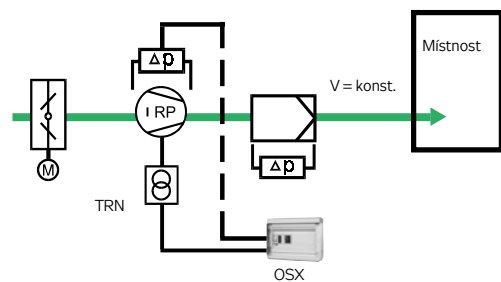 Místnost
Δp
V = konst.
I RP
M
Δp
TRN
OSX